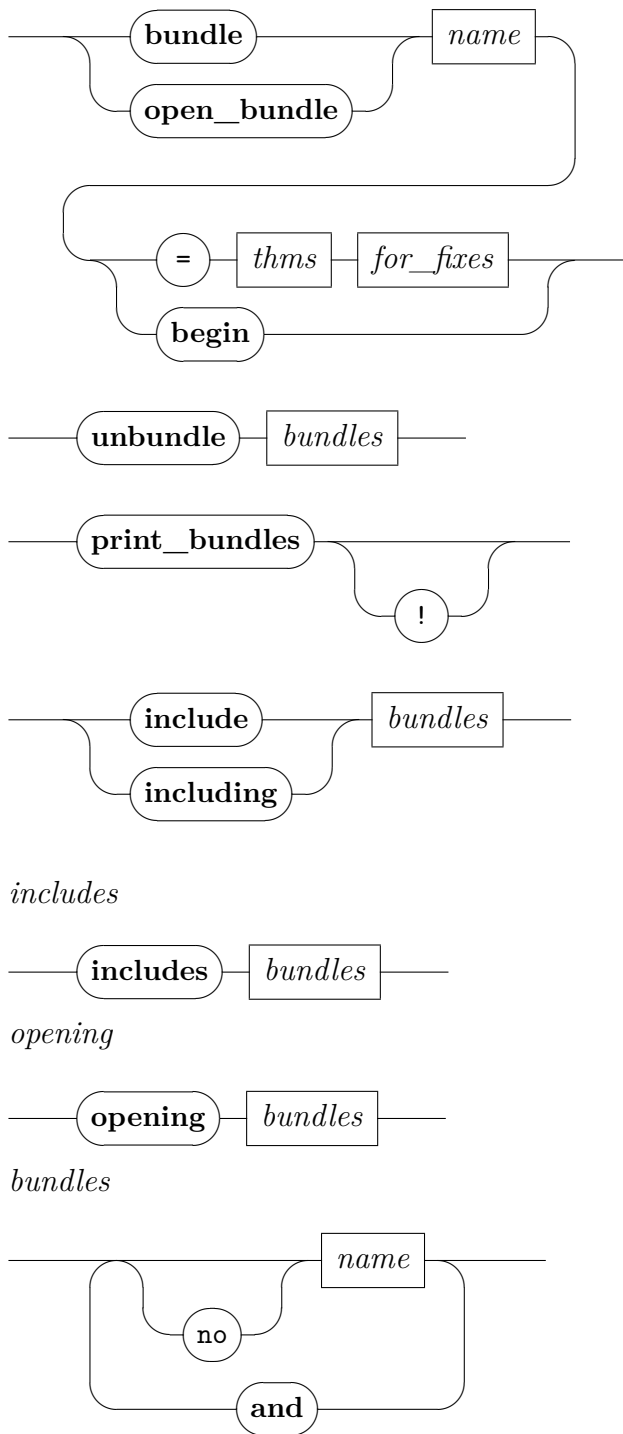 bundle name
open_bundle
= thms for_fixes
begin
unbundle bundles
print_bundles
!
include bundles
including
includes
includes bundles
opening
opening bundles
bundles
name
no
and